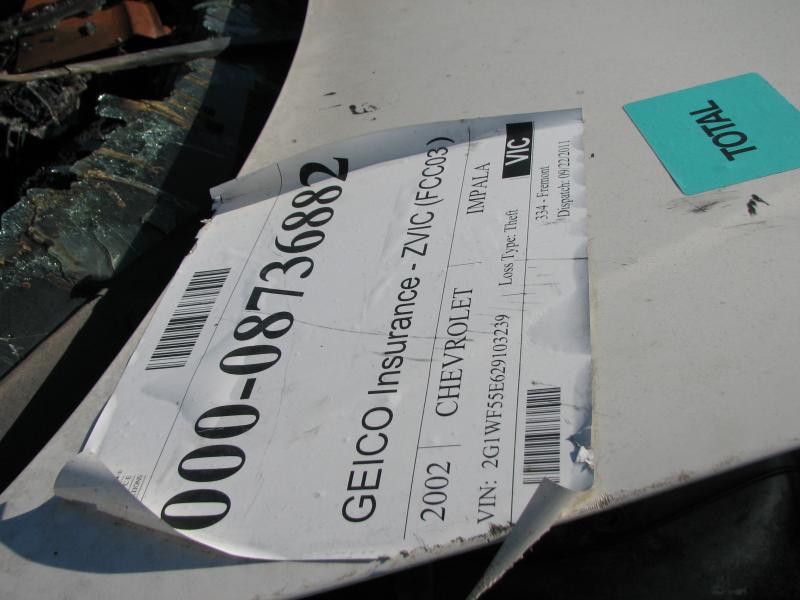 000-08736882
GEICO Insurance - ZVIC (FCC03)
2002 | CHEVROLET IMPALA
VIN: 2G1WF55E629103239 Loss Type: Theft VIC
334 - Fremont
Dispatch: 09/22/2011
TOTAL